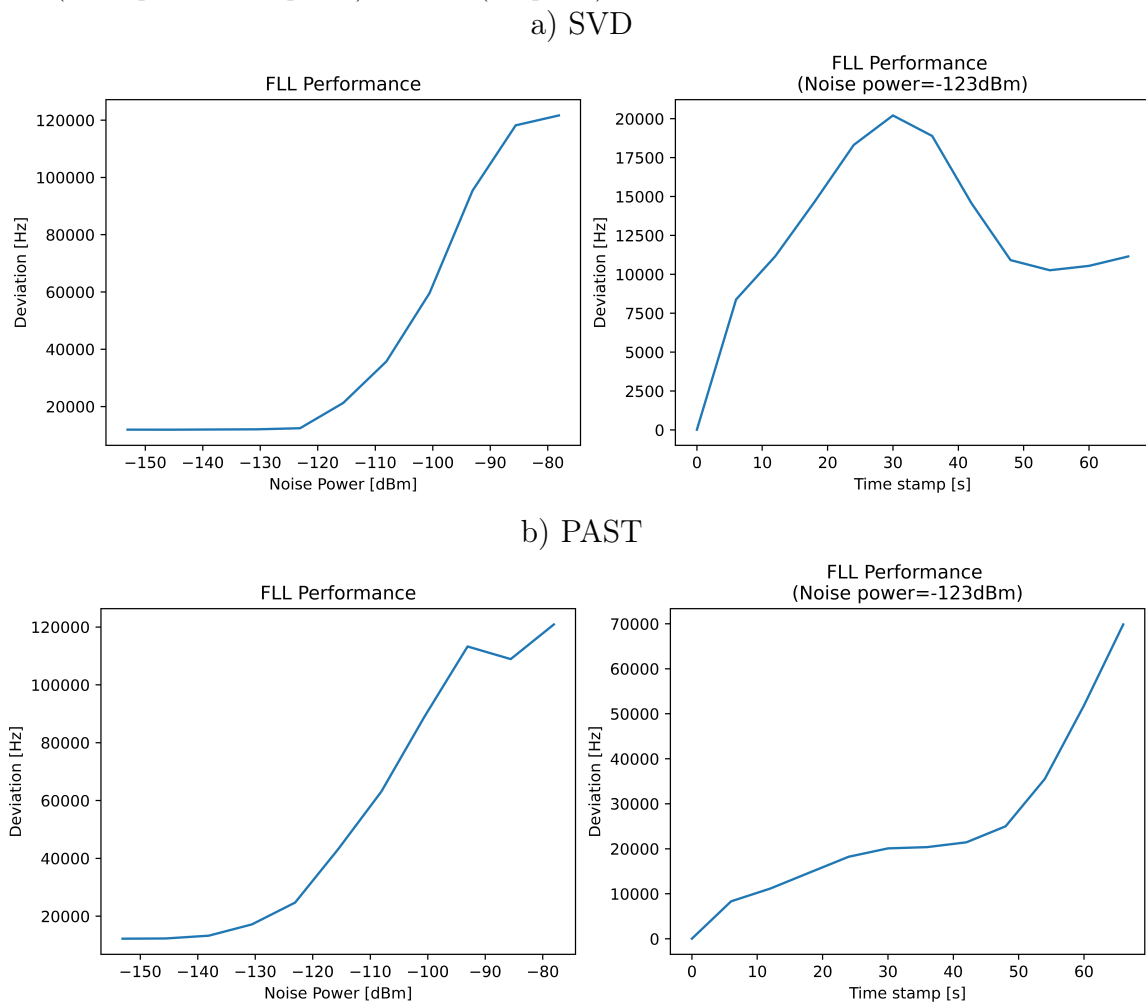 a) SVD
FLL Performance
120000
100000
80000
60000
40000
20000
Deviation [Hz]
−150 −140 −130 −120 −110 −100 −90 −80
Noise Power [dBm]
FLL Performance
(Noise power=-123dBm)
20000
17500
15000
12500
10000
7500
5000
2500
0
Deviation [Hz]
0 10 20 30 40 50 60
Time stamp [s]
b) PAST
FLL Performance
120000
100000
80000
60000
40000
20000
Deviation [Hz]
−150 −140 −130 −120 −110 −100 −90 −80
Noise Power [dBm]
FLL Performance
(Noise power=-123dBm)
70000
60000
50000
40000
30000
20000
10000
0
Deviation [Hz]
0 10 20 30 40 50 60
Time stamp [s]